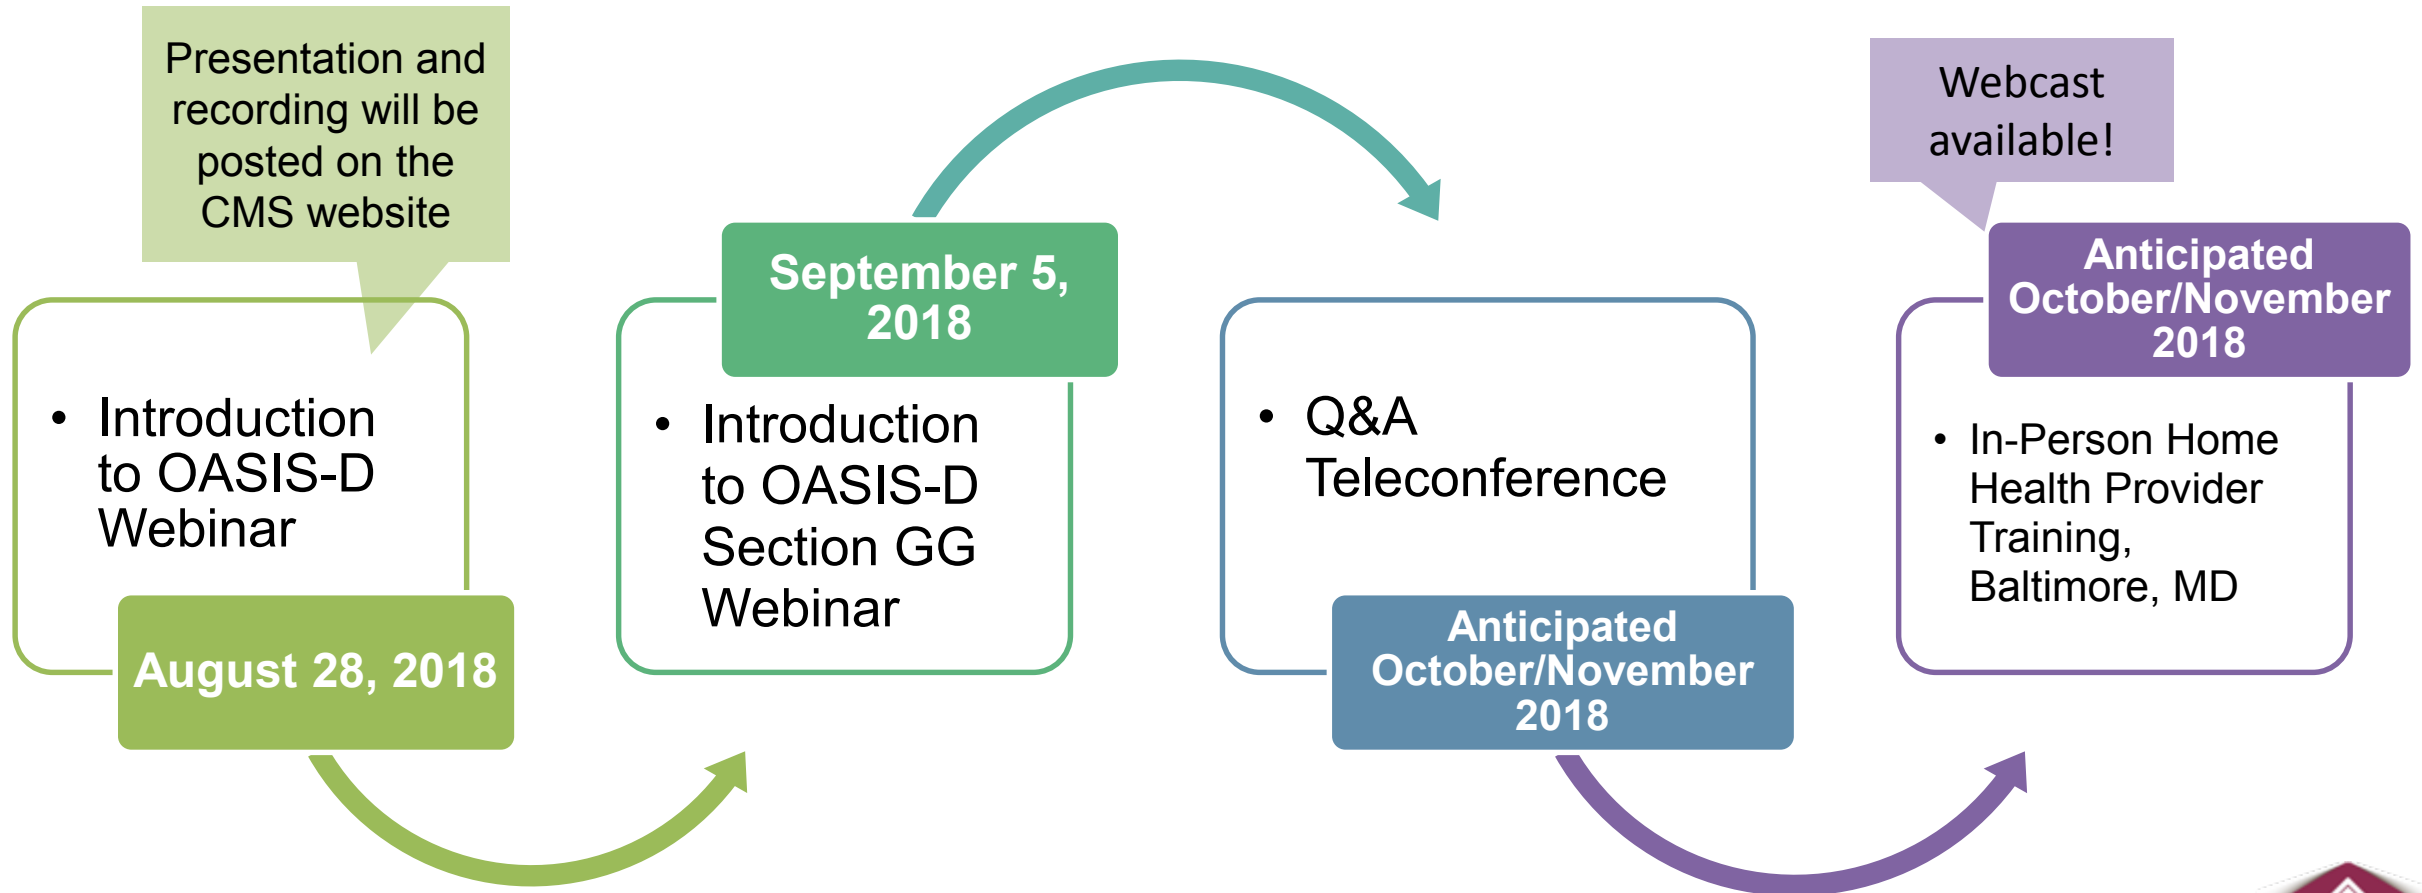 Presentation and
recording will be
posted on the
CMS website
• Introduction
to OASIS-D
Webinar
August 28, 2018
September 5,
2018
• Introduction
to OASIS-D
Section GG
Webinar
• Q&A
Teleconference
Anticipated
October/November
2018
Webcast
available!
Anticipated
October/November
2018
• In-Person Home
Health Provider
Training,
Baltimore, MD